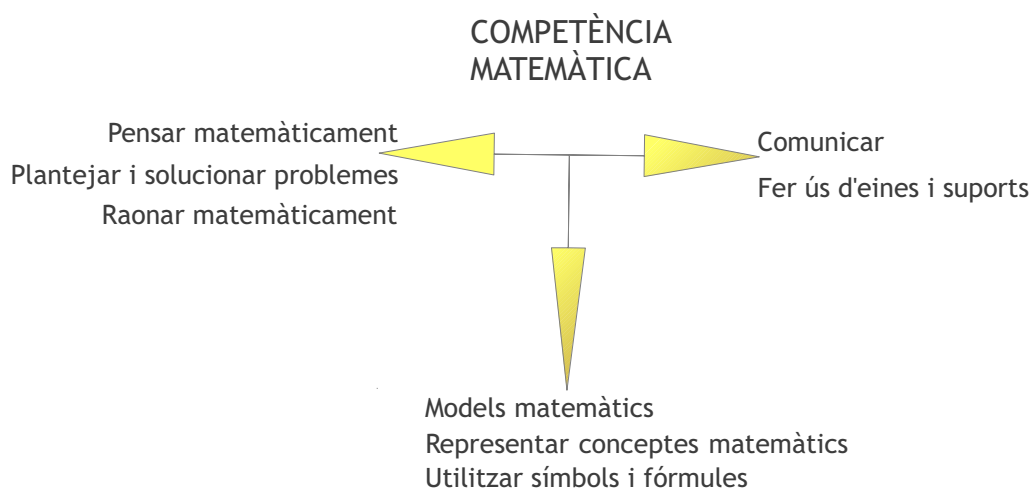 COMPETÈNCIA
MATEMÀTICA
Pensar matemàticament
Plantejar i solucionar problemes
Raonar matemàticament
Comunicar
Fer ús d'eines i suports
Models matemàtics
Representar conceptes matemàtics
Utilitzar símbols i fórmules